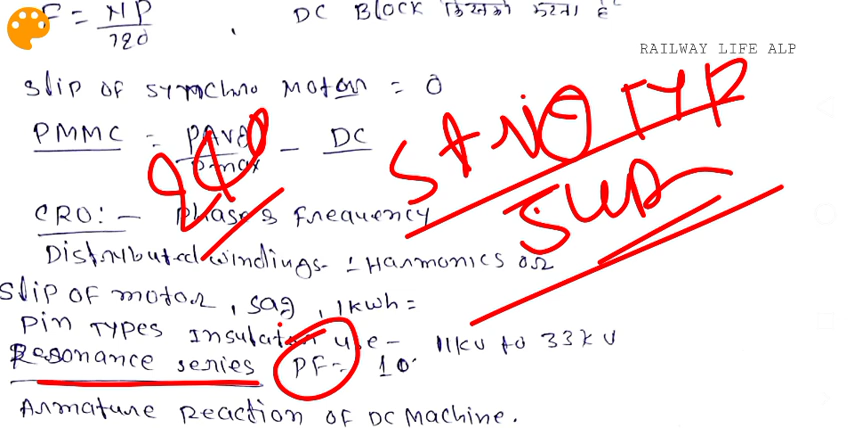 F = NP
120
DC BLOCK किसको करता है
RAILWAY LIFE ALP
Slip OF Synchro Motor = 0
PMMC = PAVG - DC
Pmax
CRO:- Phase & frequency
Distributed windings :- Harmonics
Slip OF motor, Sag, 1kwh =
Pin TYPES Insulator use - 11KV to 33KV
Resonance series PF = 10
Armature Reaction OF DC Machine.